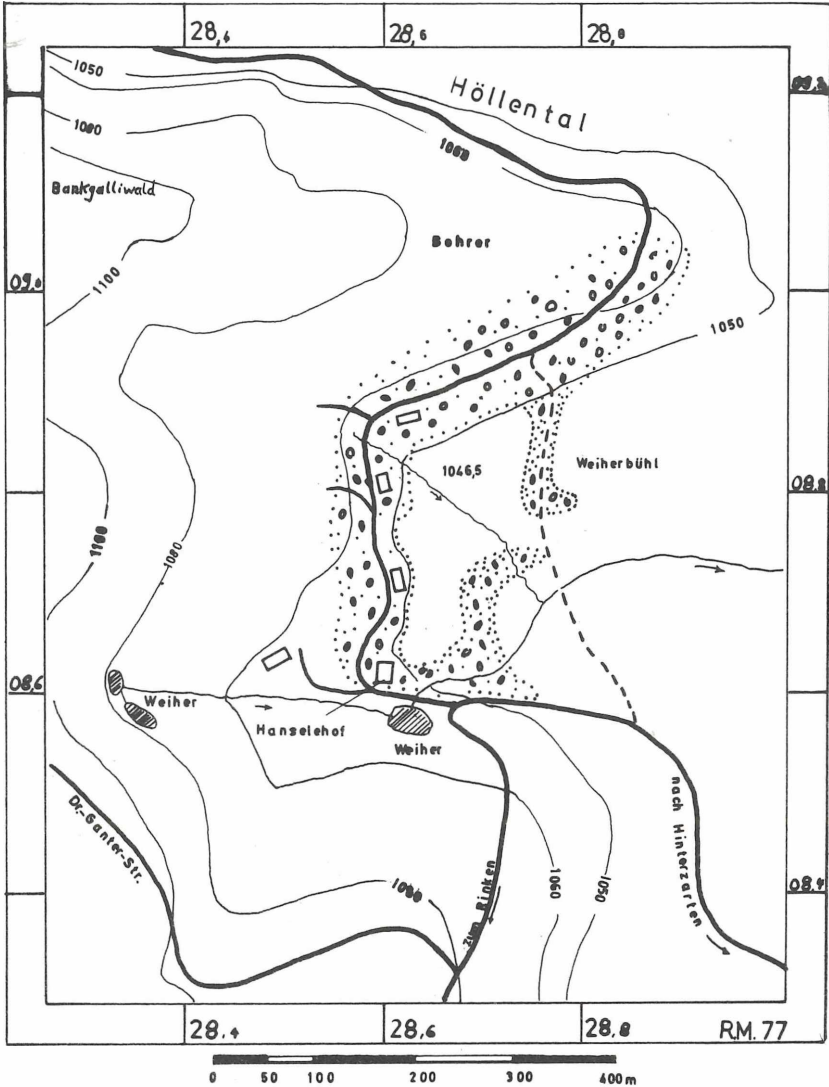 28,4 28,6 28,8
1050
Höllental
1080
1060
Bankgalliwald
Bohrer
1100
09,0
1050
1046,5
Weiherbühl
08,8
1100
1080
08,6
Weiher
Hanselehof
Weiher
Dr.-Ganter-Str.
nach Hinterzarten
1080
zum Rinken
1060
1050
08,4
28,4 28,6 28,8 R.M.77
0 50 100 200 300 400m